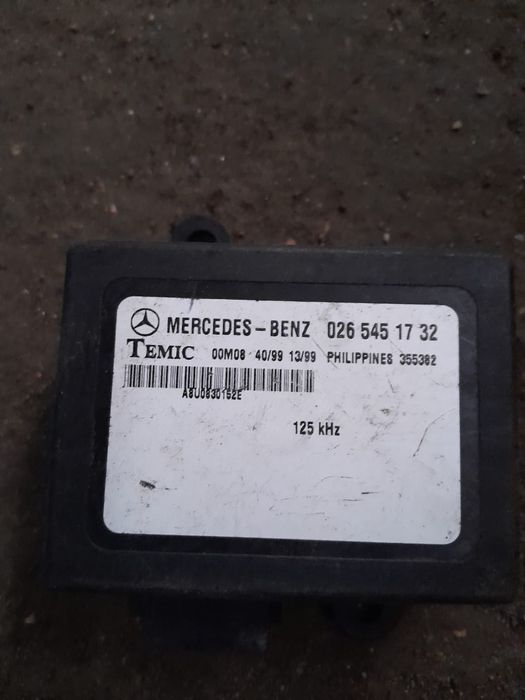 MERCEDES-BENZ 026 545 17 32
TEMIC 00M08 40/99 13/99 PHILIPPINES 355382
A8U0830152E
125 kHz